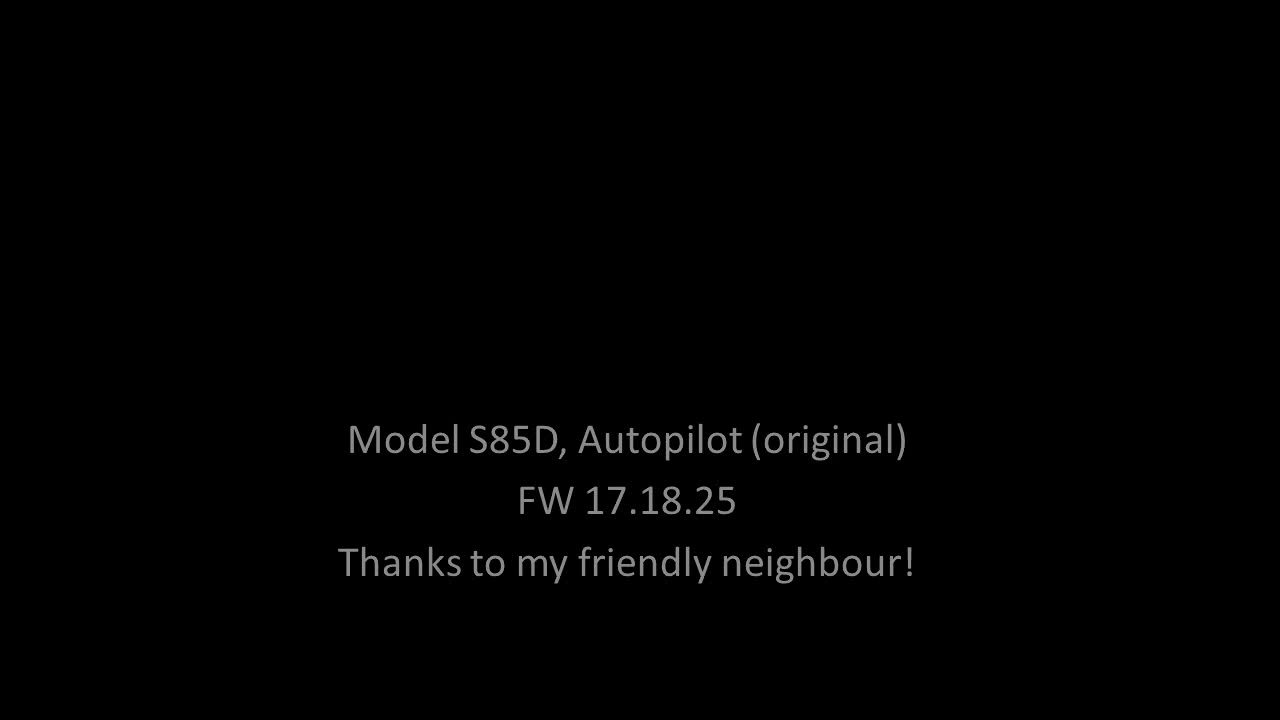 Model S85D, Autopilot (original)
FW 17.18.25
Thanks to my friendly neighbour!